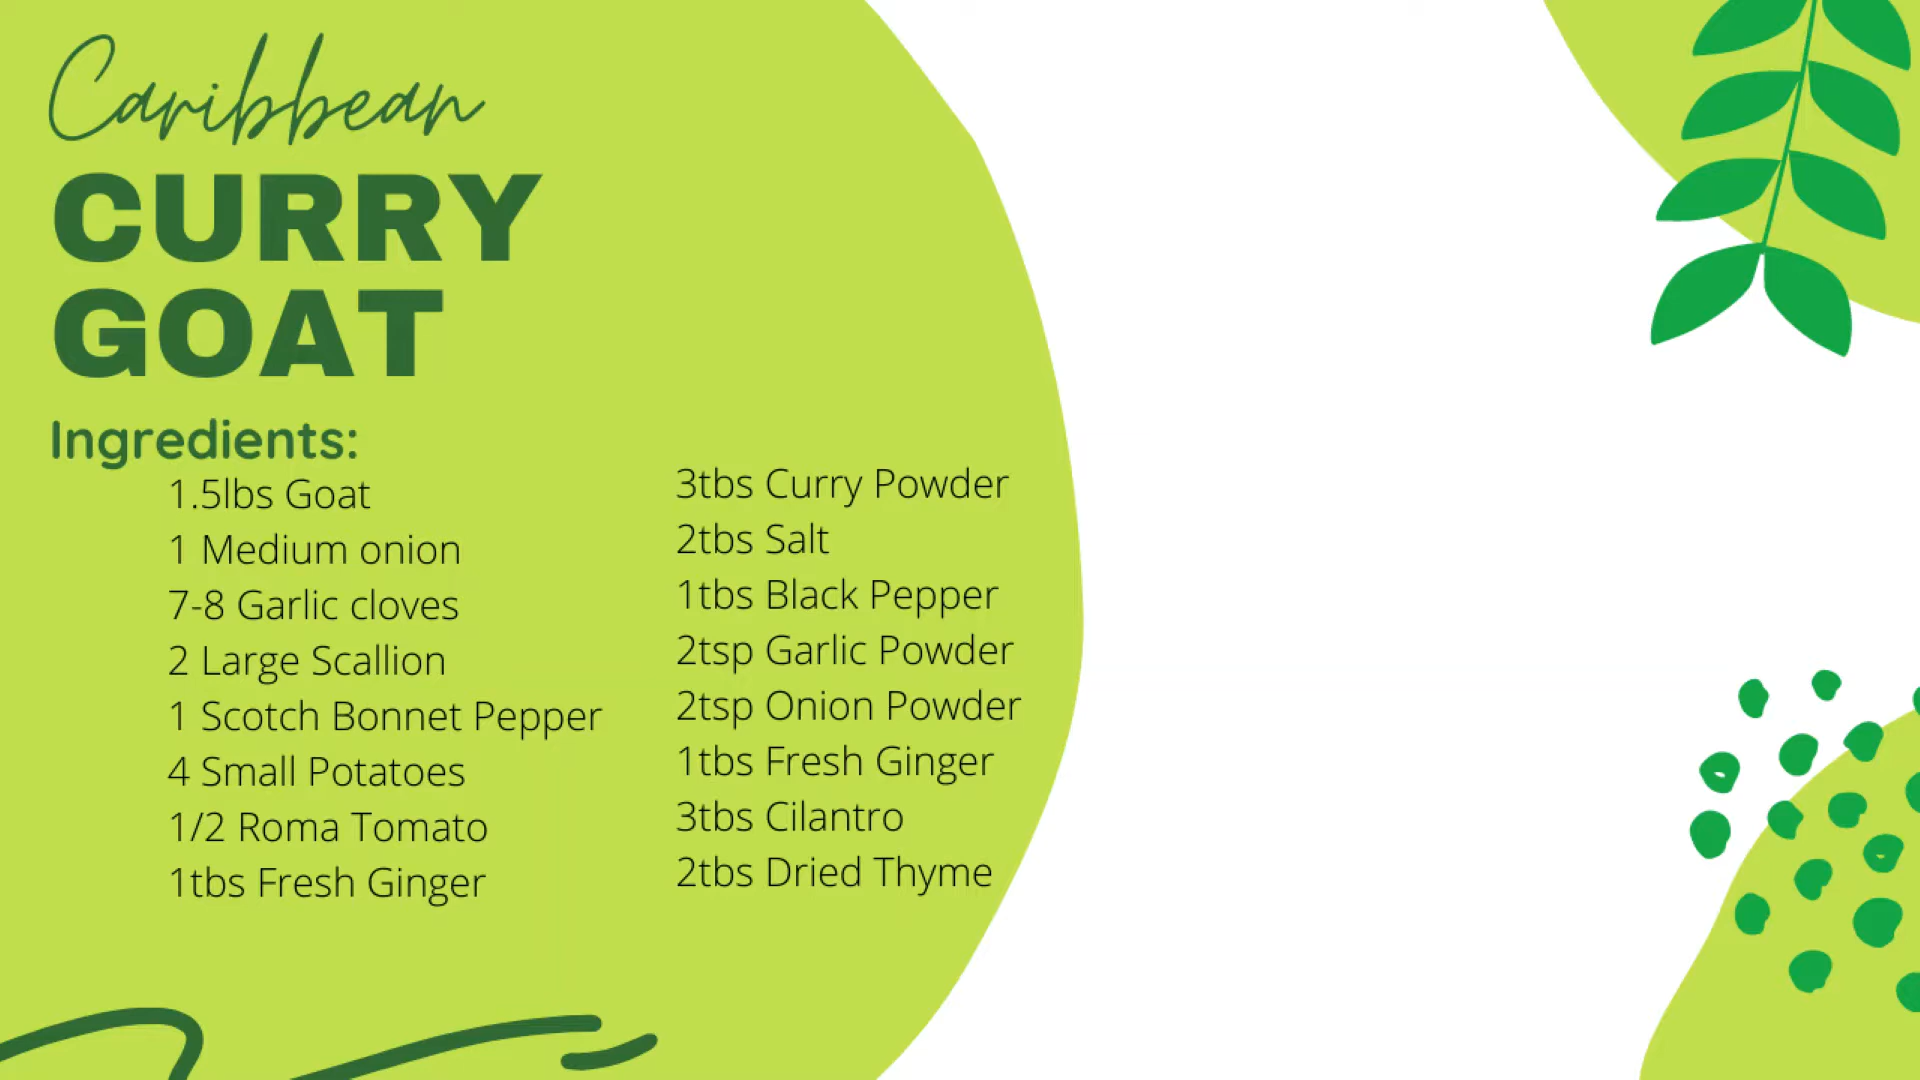 Caribbean
CURRY
GOAT
Ingredients:
1.5lbs Goat
1 Medium onion
7-8 Garlic cloves
2 Large Scallion
1 Scotch Bonnet Pepper
4 Small Potatoes
1/2 Roma Tomato
1tbs Fresh Ginger
3tbs Curry Powder
2tbs Salt
1tbs Black Pepper
2tsp Garlic Powder
2tsp Onion Powder
1tbs Fresh Ginger
3tbs Cilantro
2tbs Dried Thyme